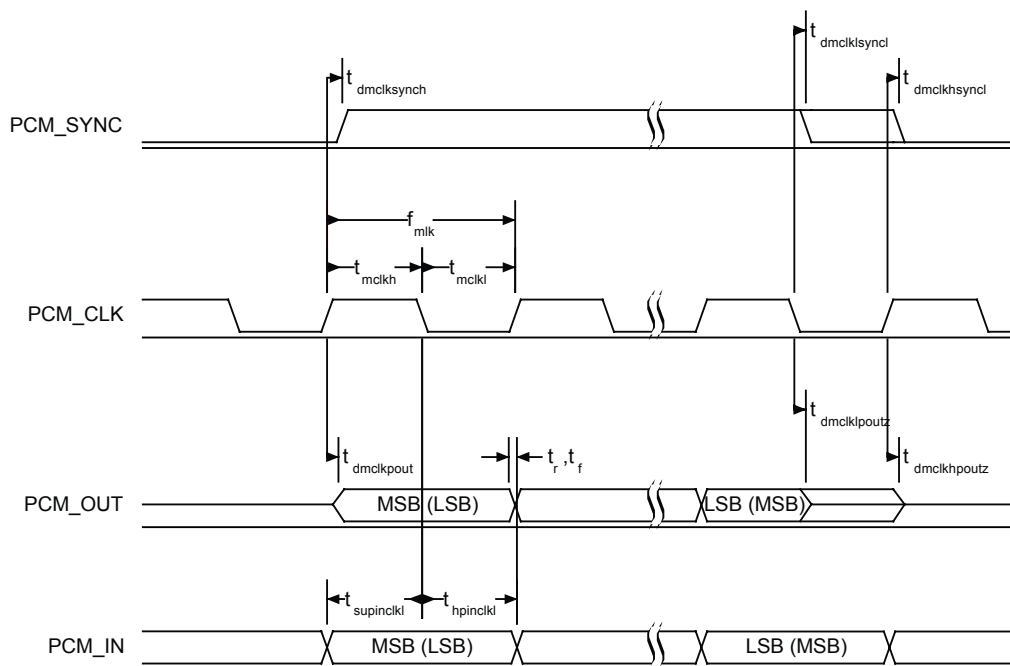 t dmclklsyncl
t dmclksynch
t dmclkhsyncl
PCM_SYNC
f mlk
t mclkh
t mclkl
PCM_CLK
t dmclklpoutz
t dmclkpout
t r ,t f
t dmclkhpoutz
PCM_OUT
MSB (LSB)
LSB (MSB)
t supinclkl
t hpinclkl
PCM_IN
MSB (LSB)
LSB (MSB)